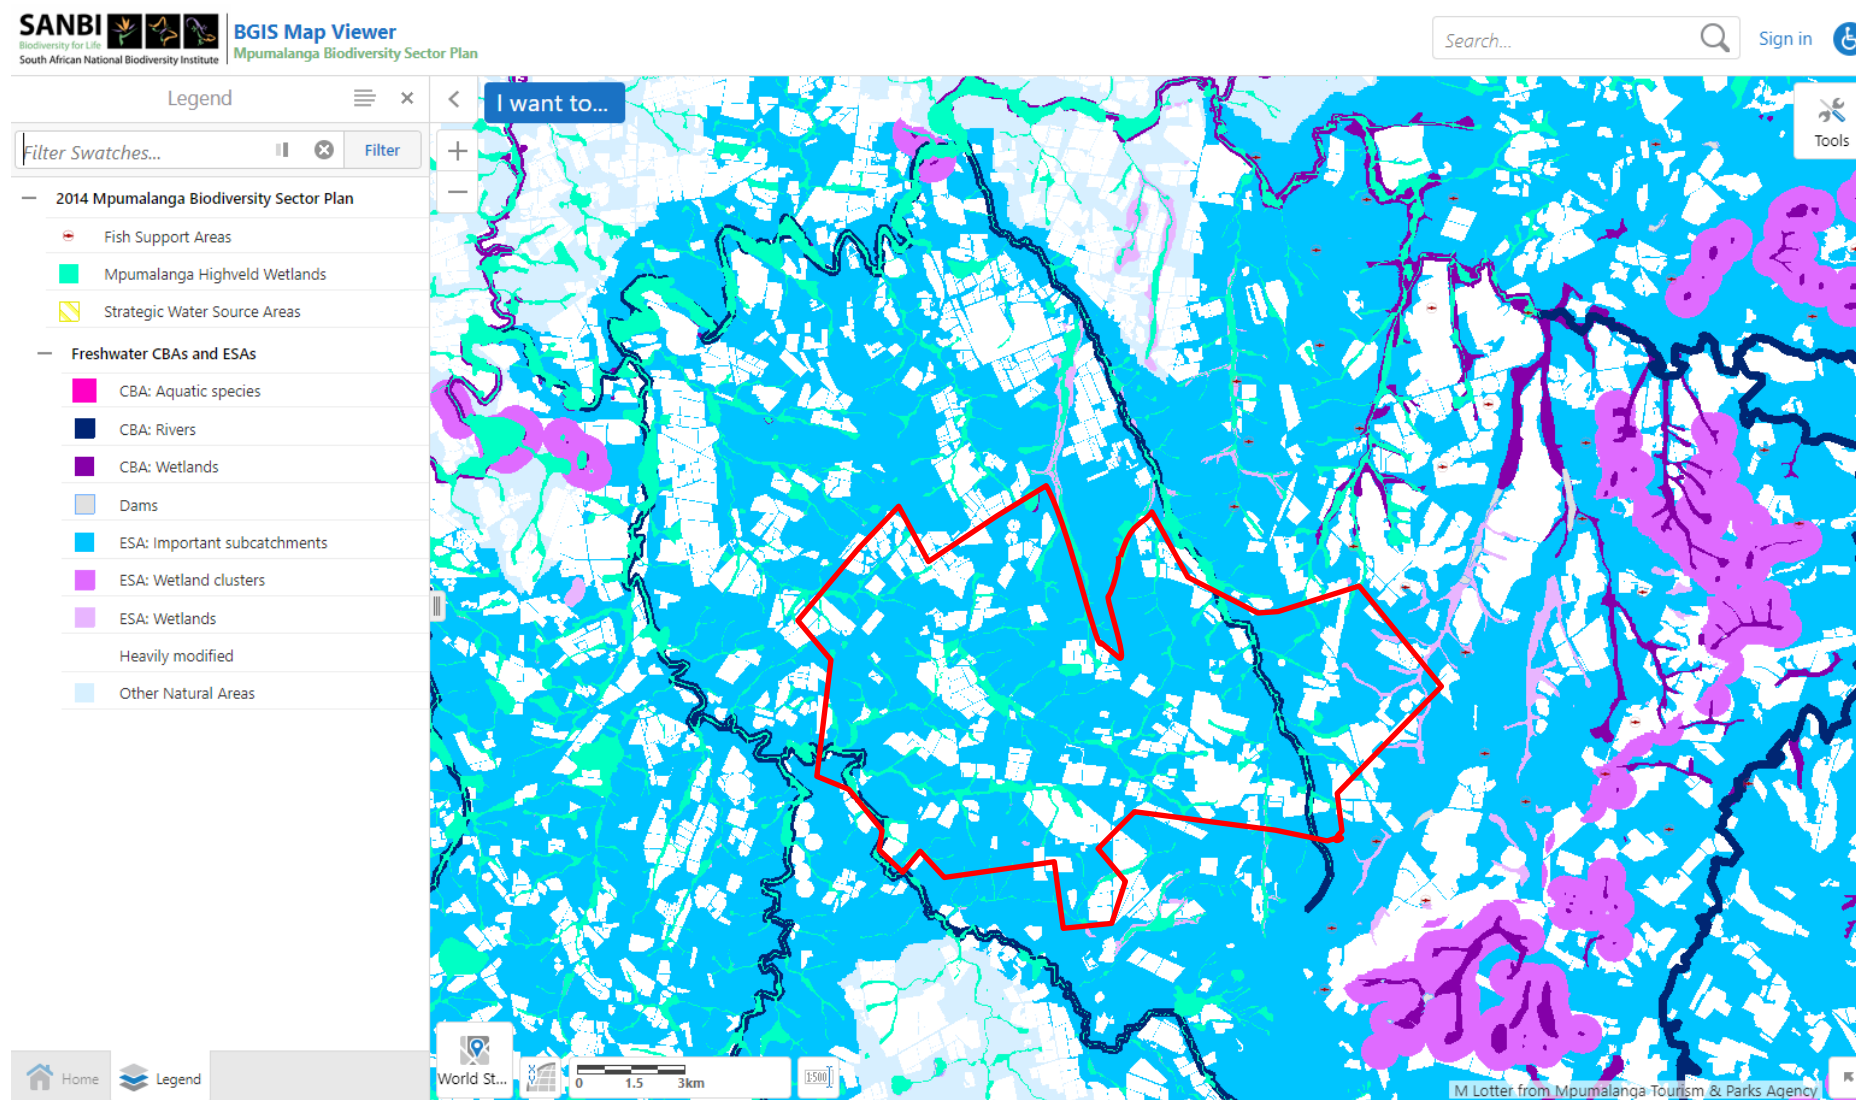 SANBI
Biodiversity for Life
South African National Biodiversity Institute
BGIS Map Viewer
Mpumalanga Biodiversity Sector Plan
Search...
Sign in
Legend
I want to...
Filter Swatches...
Filter
Tools
2014 Mpumalanga Biodiversity Sector Plan
Fish Support Areas
Mpumalanga Highveld Wetlands
Strategic Water Source Areas
Freshwater CBAs and ESAs
CBA: Aquatic species
CBA: Rivers
CBA: Wetlands
Dams
ESA: Important subcatchments
ESA: Wetland clusters
ESA: Wetlands
Heavily modified
Other Natural Areas
World St...
0 1.5 3km
1:500
Home
Legend
M Lotter from Mpumalanga Tourism & Parks Agency